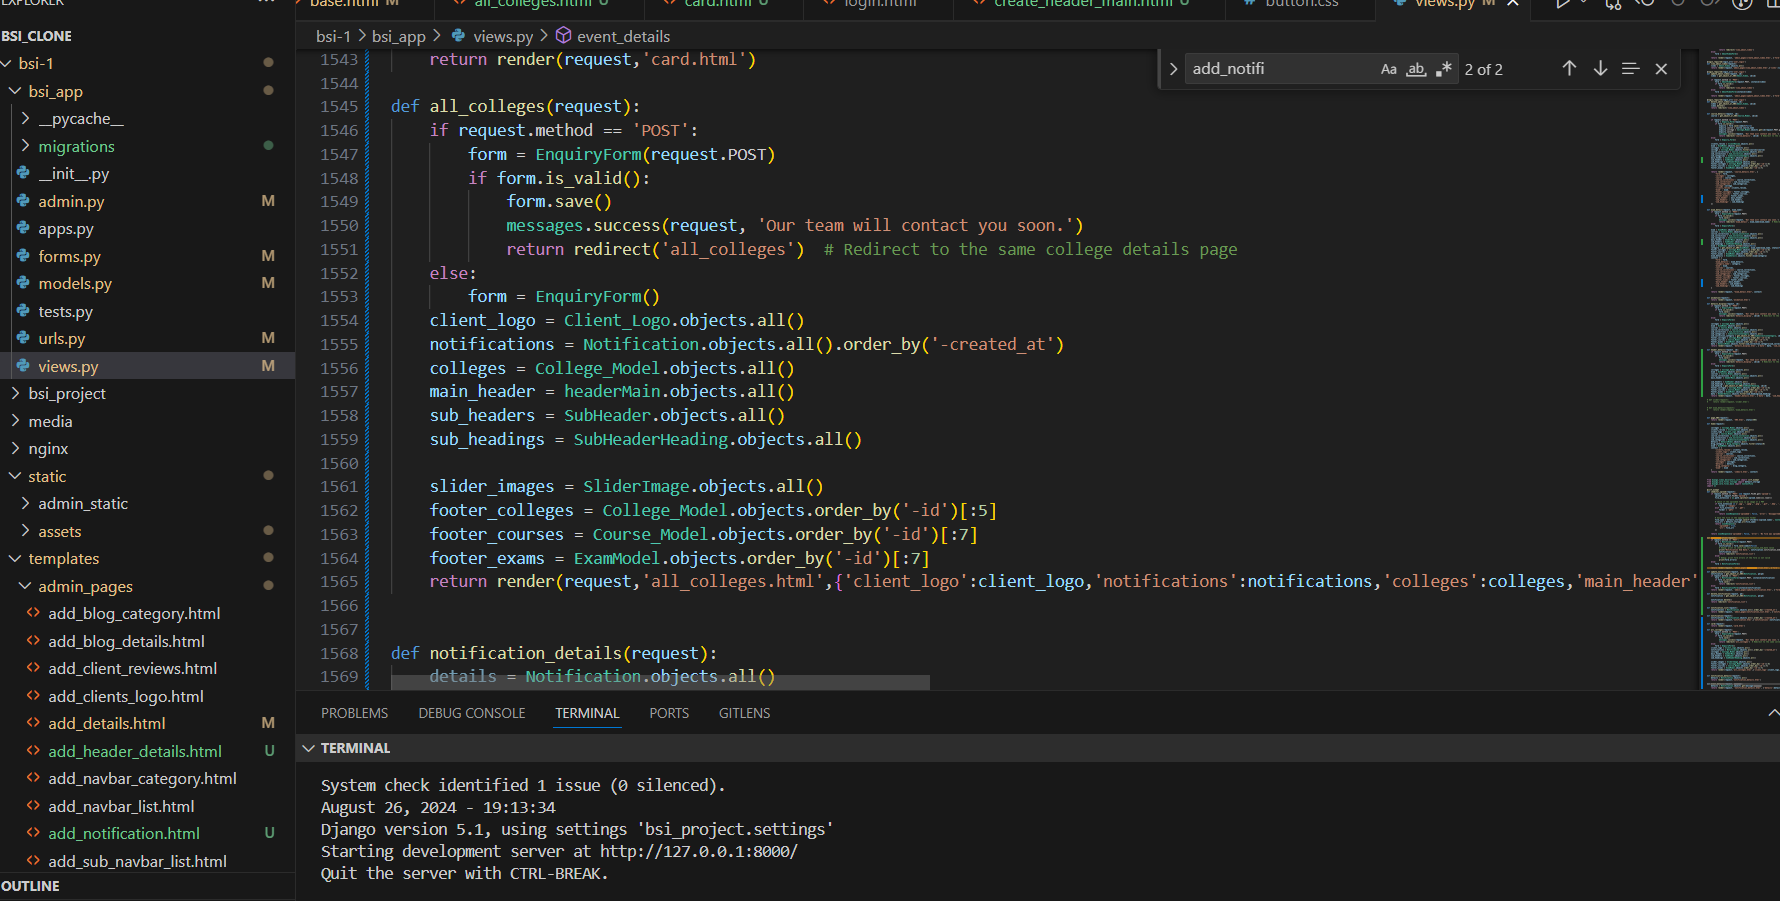 EXPLORER
base.html M
all_colleges.html U
card.html U
login.html
create_header_main.html U
button.css
views.py M
BSI_CLONE
bsi-1
bsi_app
__pycache__
migrations
__init__.py
admin.py M
apps.py
forms.py M
models.py M
tests.py
urls.py M
views.py M
bsi_project
media
nginx
static
admin_static
assets
templates
admin_pages
add_blog_category.html
add_blog_details.html
add_client_reviews.html
add_clients_logo.html
add_details.html M
add_header_details.html U
add_navbar_category.html
add_navbar_list.html
add_notification.html U
add_sub_navbar_list.html
OUTLINE
bsi-1 > bsi_app > views.py > event_details
add_notifi Aa ab 2 of 2
1543 return render(request,'card.html')
1544
1545 def all_colleges(request):
1546 if request.method == 'POST':
1547 form = EnquiryForm(request.POST)
1548 if form.is_valid():
1549 form.save()
1550 messages.success(request, 'Our team will contact you soon.')
1551 return redirect('all_colleges') # Redirect to the same college details page
1552 else:
1553 form = EnquiryForm()
1554 client_logo = Client_Logo.objects.all()
1555 notifications = Notification.objects.all().order_by('-created_at')
1556 colleges = College_Model.objects.all()
1557 main_header = headerMain.objects.all()
1558 sub_headers = SubHeader.objects.all()
1559 sub_headings = SubHeaderHeading.objects.all()
1560
1561 slider_images = SliderImage.objects.all()
1562 footer_colleges = College_Model.objects.order_by('-id')[:5]
1563 footer_courses = Course_Model.objects.order_by('-id')[:7]
1564 footer_exams = ExamModel.objects.order_by('-id')[:7]
1565 return render(request,'all_colleges.html',{'client_logo':client_logo,'notifications':notifications,'colleges':colleges,'main_header'
1566
1567
1568 def notification_details(request):
1569 details = Notification.objects.all()
PROBLEMS DEBUG CONSOLE TERMINAL PORTS GITLENS
TERMINAL
System check identified 1 issue (0 silenced).
August 26, 2024 - 19:13:34
Django version 5.1, using settings 'bsi_project.settings'
Starting development server at http://127.0.0.1:8000/
Quit the server with CTRL-BREAK.